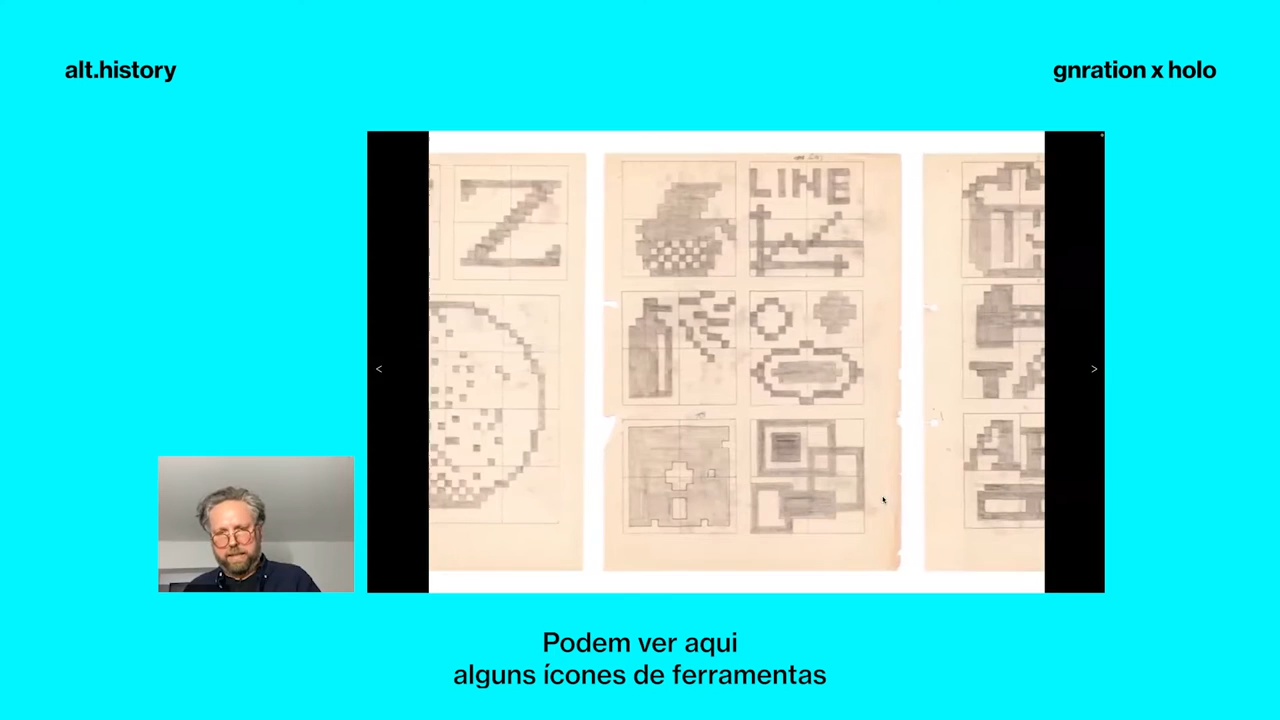 alt.history
gnration x holo
Z
LINE
Podem ver aqui
alguns ícones de ferramentas